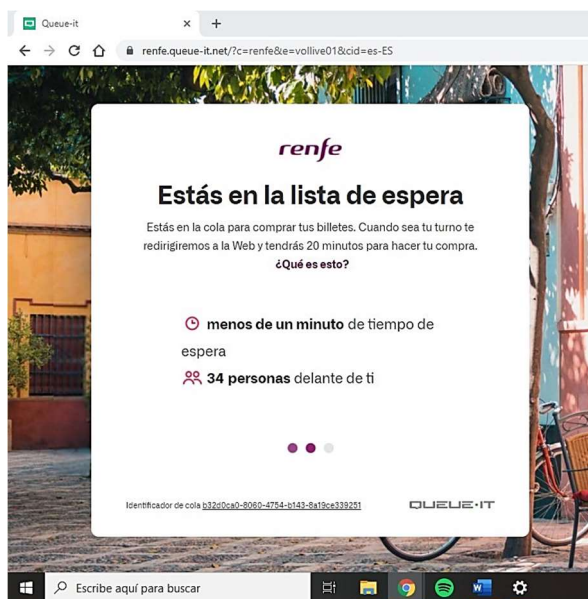 Queue-it
renfe.queue-it.net/?c=renfe&e=vollive01&cid=es-ES
renfe
Estás en la lista de espera
Estás en la cola para comprar tus billetes. Cuando sea tu turno te
redirigiremos a la Web y tendrás 20 minutos para hacer tu compra.
¿Qué es esto?
menos de un minuto de tiempo de
espera
34 personas delante de ti
Identificador de cola b32d0ca0-8060-4754-b143-8a19ce339251
QUEUE-IT
Escribe aquí para buscar